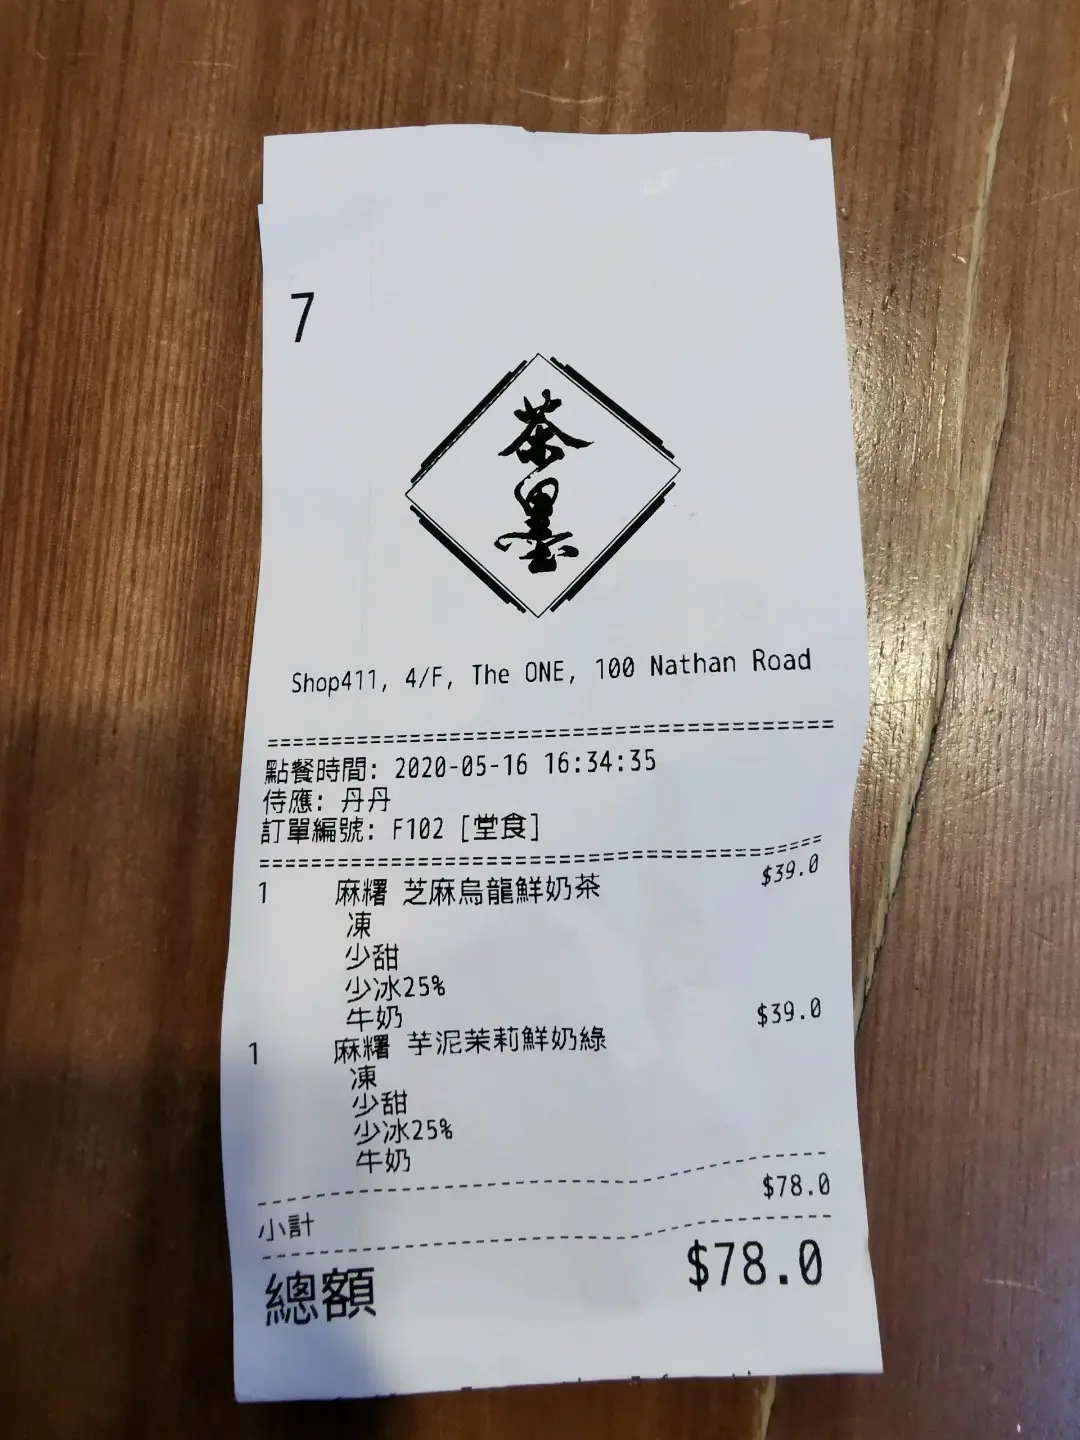 7
茶
墨
Shop411, 4/F, The ONE, 100 Nathan Road
點餐時間: 2020-05-16 16:34:35
侍應: 丹丹
訂單編號: F102 [堂食]
1 麻糬 芝麻烏龍鮮奶茶 $39.0
凍
少甜
少冰25%
牛奶
1 麻糬 芋泥茉莉鮮奶綠 $39.0
凍
少甜
少冰25%
牛奶
小計 $78.0
總額 $78.0